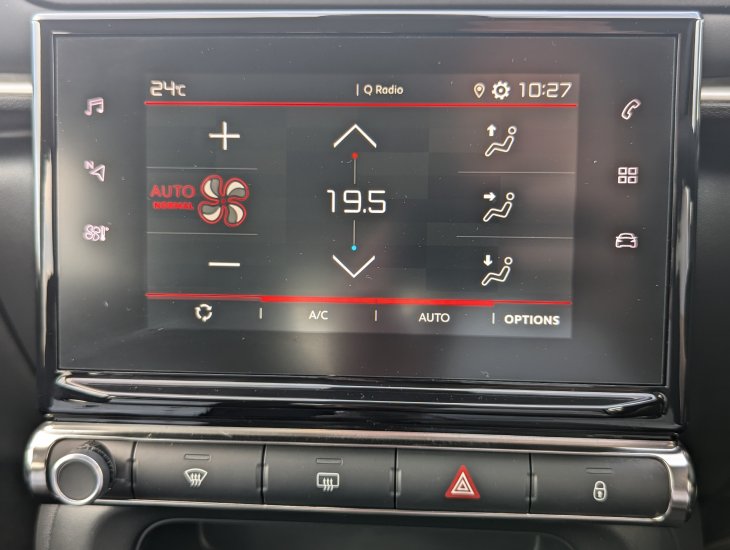 24°C | Q Radio 10:27
N
AUTO
NORMAL
19.5
A/C | AUTO | OPTIONS